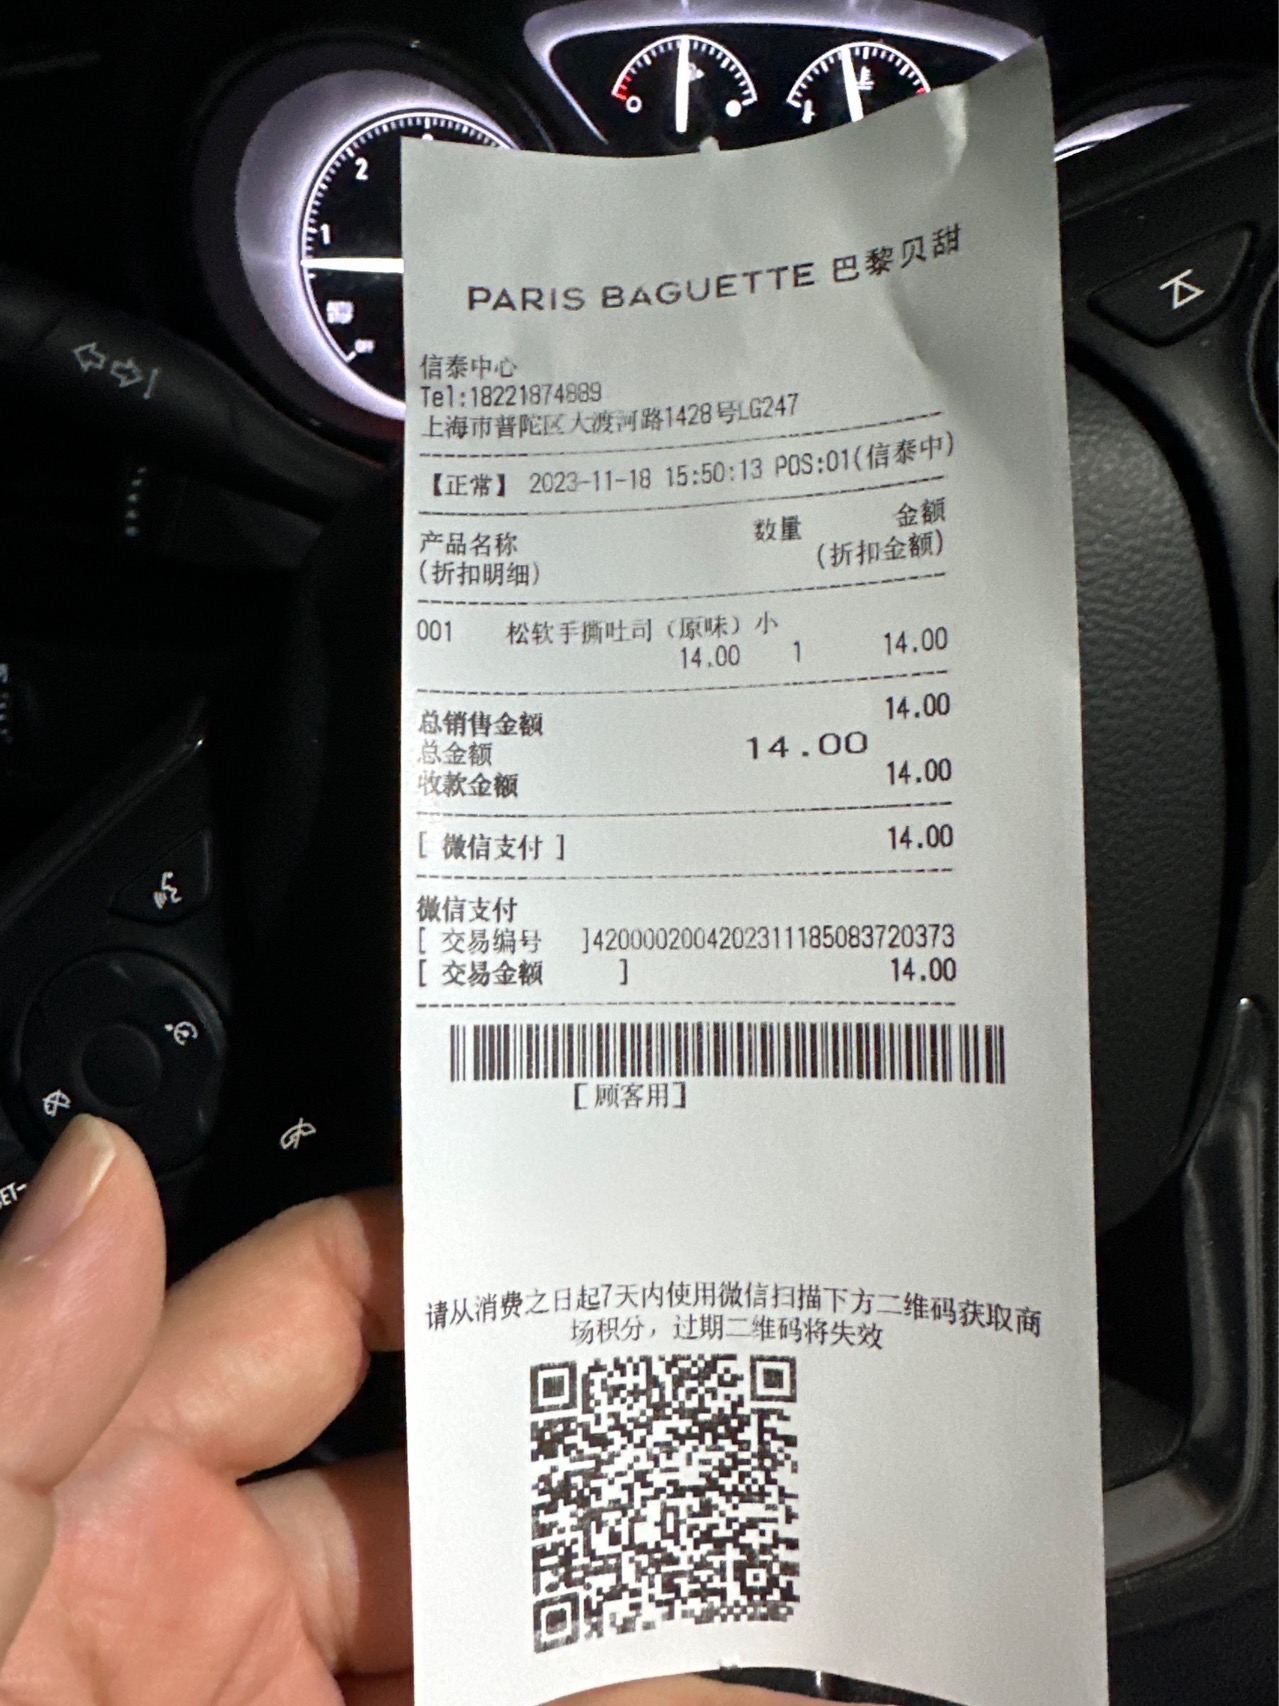 2
1
OFF
PARIS BAGUETTE 巴黎贝甜
信泰中心
Tel:18221874889
上海市普陀区大渡河路1428号LG247
【正常】 2023-11-18 15:50:13 POS:01(信泰中)
产品名称 数量 金额
(折扣明细) (折扣金额)
001 松软手撕吐司（原味）小
14.00 1 14.00
总销售金额 14.00
总金额 14.00
收款金额 14.00
[ 微信支付 ] 14.00
微信支付
[ 交易编号 ]4200002004202311185083720373
[ 交易金额 ] 14.00
[ 顾客用]
请从消费之日起7天内使用微信扫描下方二维码获取商
场积分，过期二维码将失效